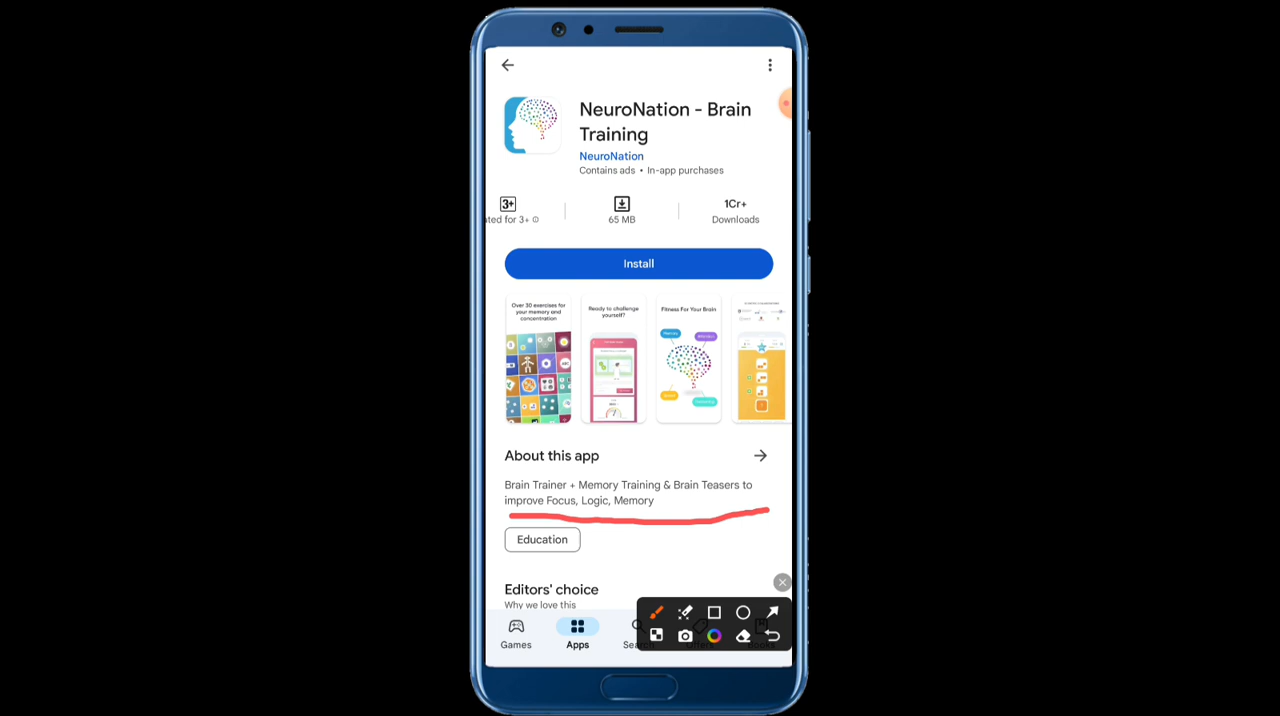 NeuroNation - Brain
Training
NeuroNation
Contains ads • In-app purchases
3+
1Cr+
ated for 3+
65 MB
Downloads
Install
Over 30 exercises for
your memory and
concentration
Ready to challenge
yourself?
Fitness For Your Brain
Memory
About this app
Brain Trainer + Memory Training & Brain Teasers to
improve Focus, Logic, Memory
Education
Editors' choice
Why we love this
Games
Apps